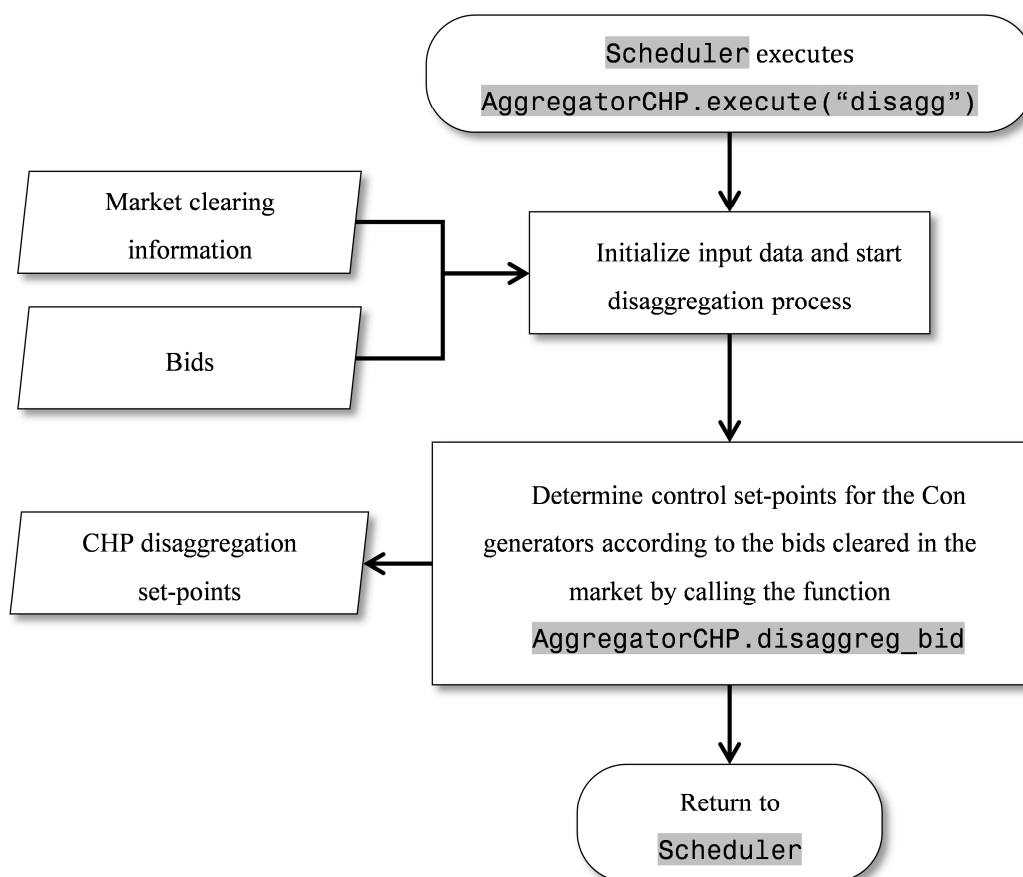 Scheduler executes
AggregatorCHP.execute(“disagg”)
Market clearing
information
Initialize input data and start
disaggregation process
Bids
Determine control set-points for the Con
generators according to the bids cleared in the
market by calling the function
AggregatorCHP.disaggreg_bid
CHP disaggregation
set-points
Return to
Scheduler